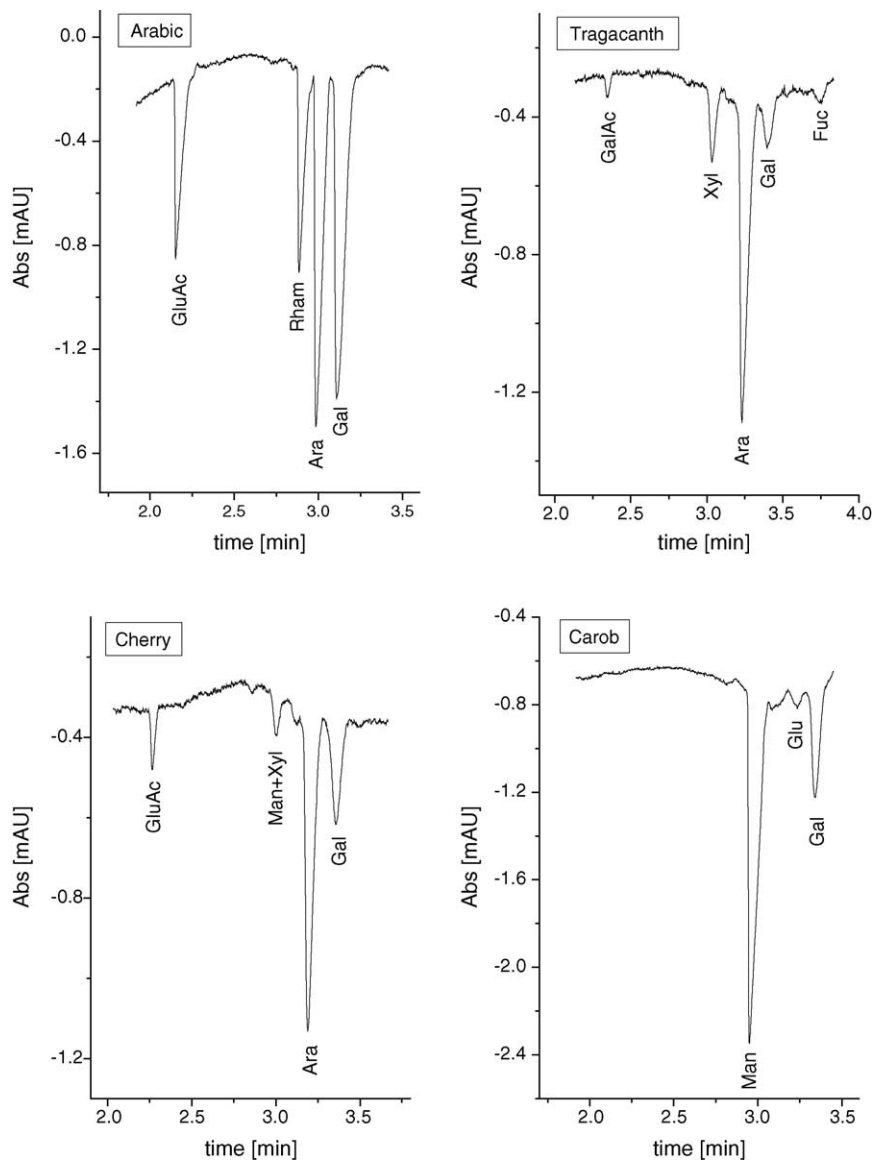 Arabic
0.0
-0.4
-0.8
-1.2
-1.6
Abs [mAU]
GluAc
Rham
Ara
Gal
2.0 2.5 3.0 3.5
time [min]
Tragacanth
-0.4
-0.8
-1.2
Abs [mAU]
GalAc
Xyl
Ara
Gal
Fuc
2.0 2.5 3.0 3.5 4.0
time [min]
Cherry
-0.4
-0.8
-1.2
Abs [mAU]
GluAc
Man+Xyl
Ara
Gal
2.0 2.5 3.0 3.5
time [min]
Carob
-0.4
-0.8
-1.2
-1.6
-2.0
-2.4
Abs [mAU]
Man
Glu
Gal
2.0 2.5 3.0 3.5
time [min]